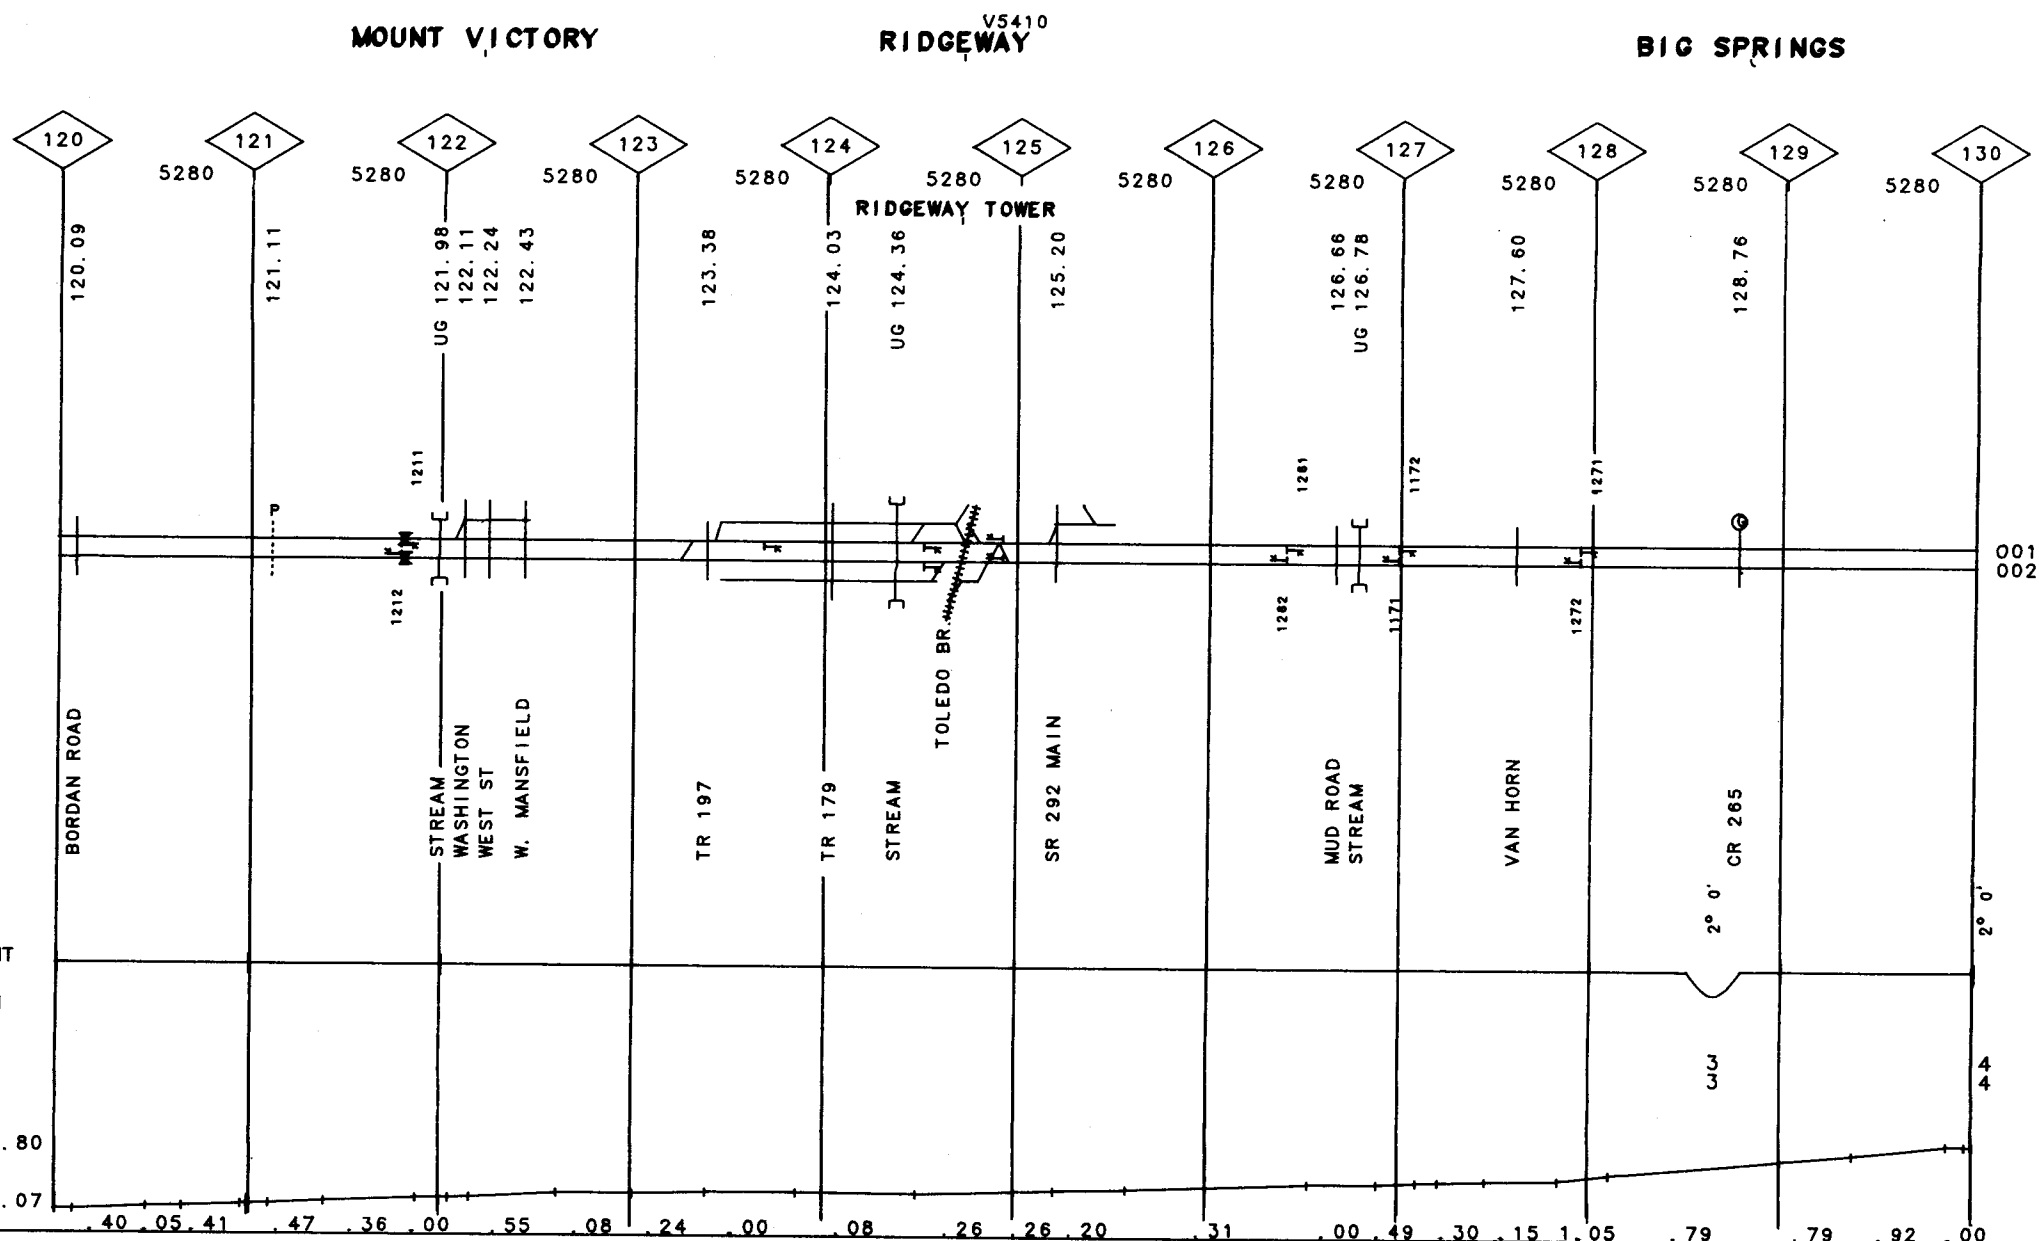 V5410
MOUNT VICTORY
RIDGEWAY
BIG SPRINGS
120
121
122
123
124
125
126
127
128
129
130
5280
5280
5280
5280
5280
5280
5280
5280
5280
5280
RIDGEWAY TOWER
120.09
121.11
UG 121.98
122.11
122.24
122.43
123.38
124.03
UG 124.36
125.20
126.66
UG 126.78
127.60
128.76
1211
1261
1172
1271
P
G
001
002
1212
1262
1171
1272
TOLEDO BR.
BORDAN ROAD
STREAM
WASHINGTON
WEST ST
W. MANSFIELD
TR 197
TR 179
STREAM
SR 292 MAIN
MUD ROAD
STREAM
VAN HORN
CR 265
2° 0'
2° 0'
33
44
.80
.07
.40 .05 .41 .47 .36 .00 .55 .08 .24 .00 .08 .26 .26 .20 .31 .00 .49 .30 .15 1.05 .79 .79 .92 .00